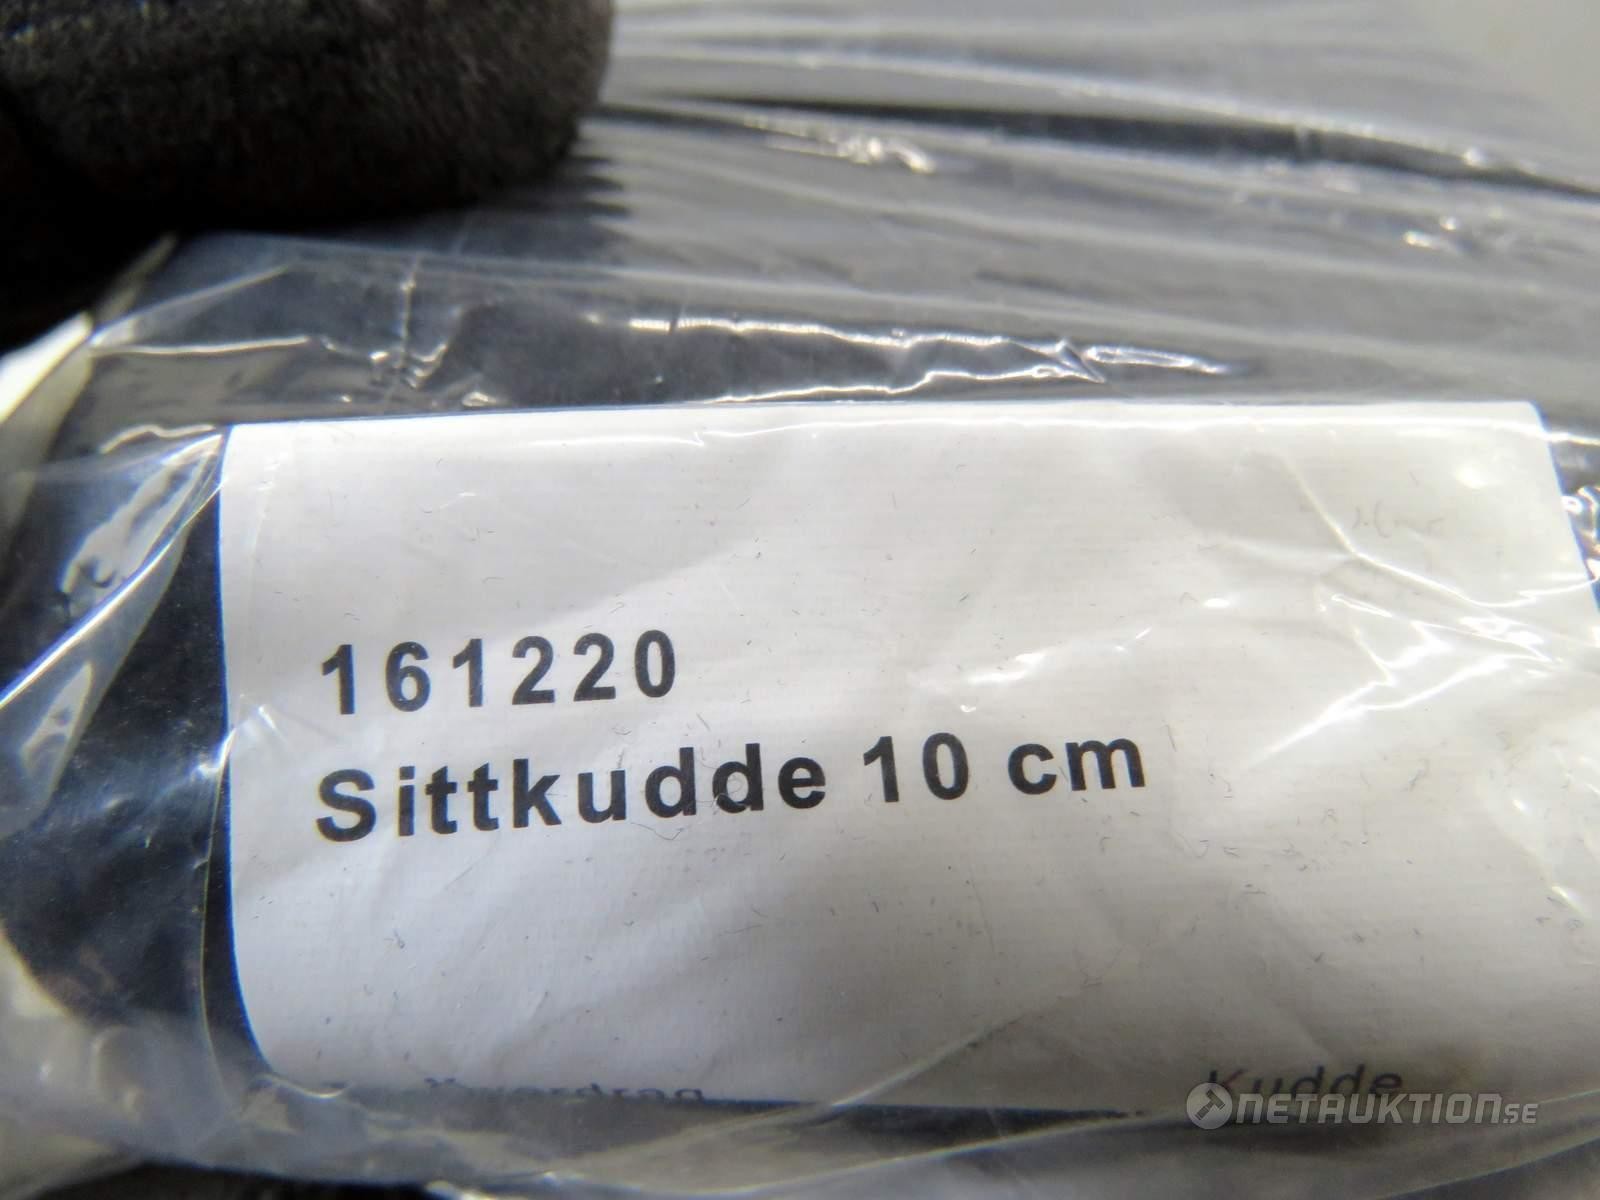 161220
Sittkudde 10 cm
Kudde
NETAUKTION.SE